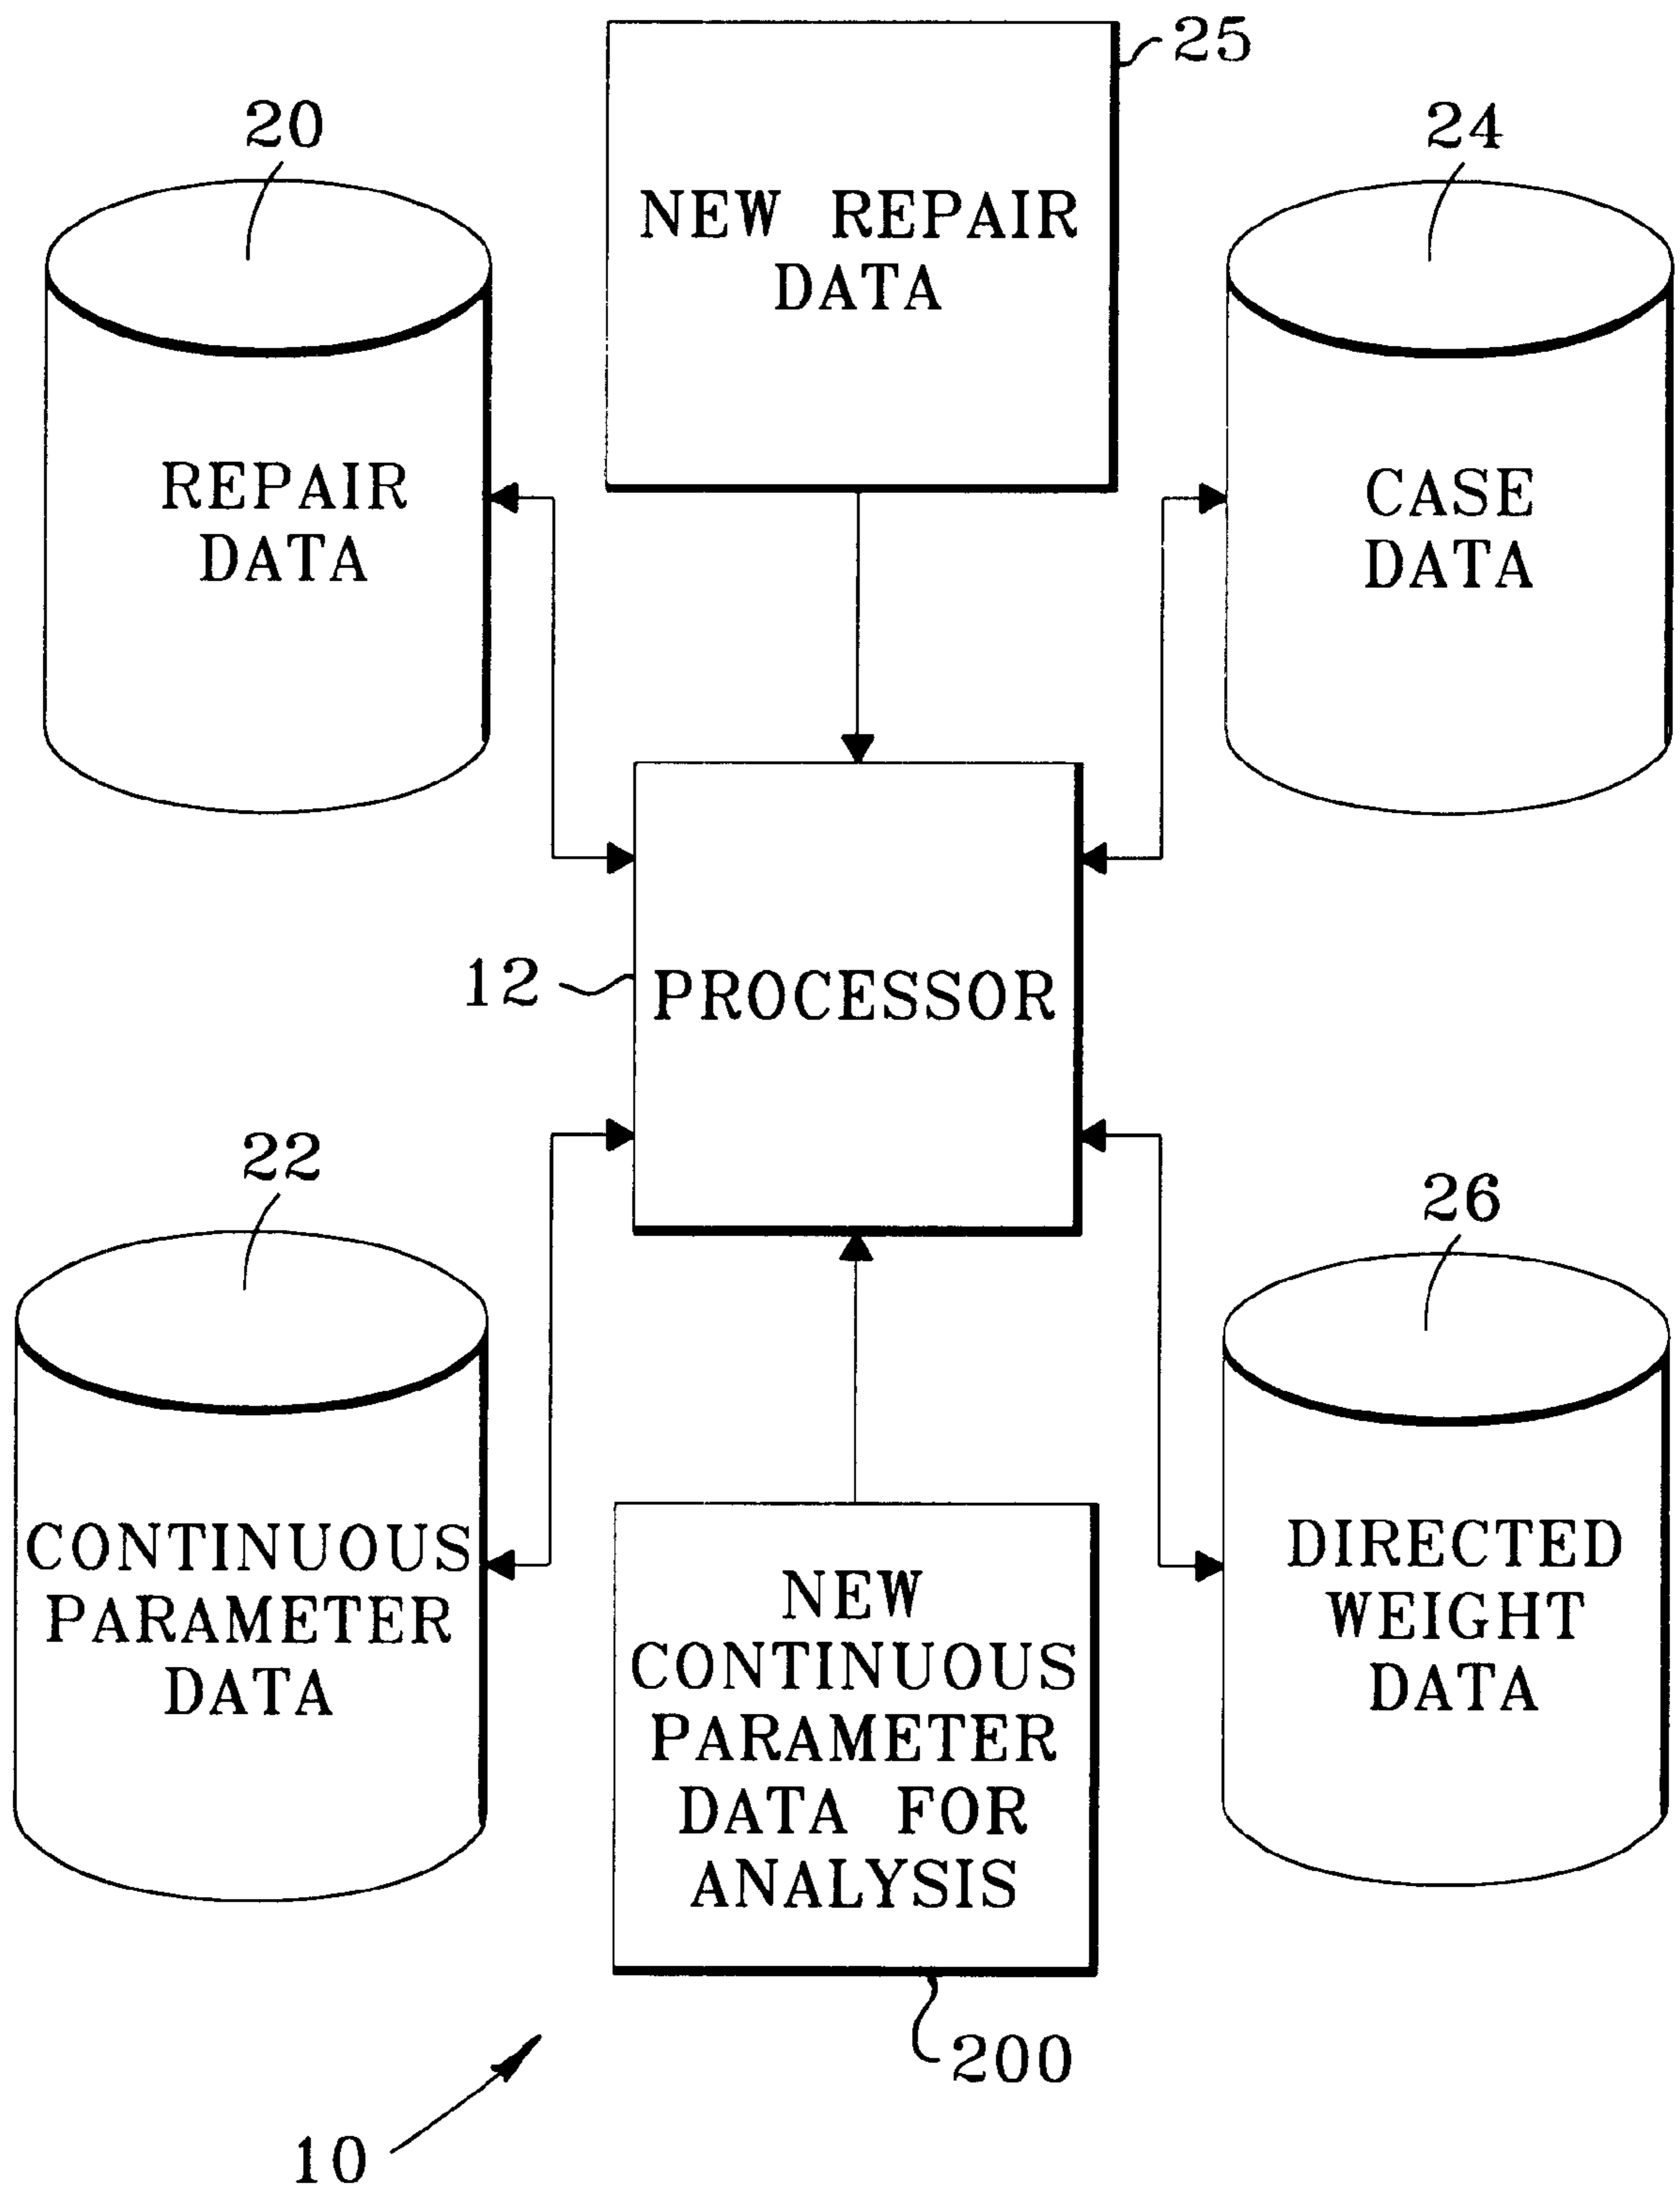 25
20
24
NEW REPAIR
DATA
REPAIR
DATA
CASE
DATA
12
PROCESSOR
22
26
CONTINUOUS
PARAMETER
DATA
NEW
CONTINUOUS
PARAMETER
DATA FOR
ANALYSIS
DIRECTED
WEIGHT
DATA
200
10